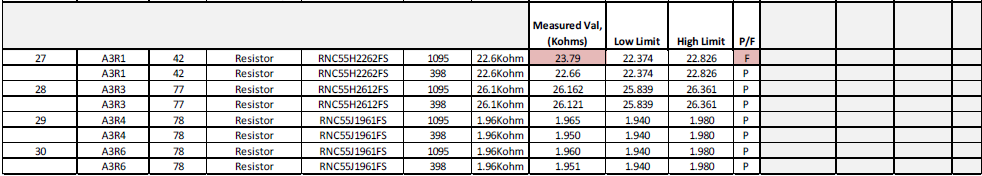 Measured Val,
(Kohms) Low Limit High Limit P/F
27 A3R1 42 Resistor RNC55H2262FS 1095 22.6Kohm 23.79 22.374 22.826 F
A3R1 42 Resistor RNC55H2262FS 398 22.6Kohm 22.66 22.374 22.826 P
28 A3R3 77 Resistor RNC55H2612FS 1095 26.1Kohm 26.162 25.839 26.361 P
A3R3 77 Resistor RNC55H2612FS 398 26.1Kohm 26.121 25.839 26.361 P
29 A3R4 78 Resistor RNC55J1961FS 1095 1.96Kohm 1.965 1.940 1.980 P
A3R4 78 Resistor RNC55J1961FS 398 1.96Kohm 1.950 1.940 1.980 P
30 A3R6 78 Resistor RNC55J1961FS 1095 1.96Kohm 1.960 1.940 1.980 P
A3R6 78 Resistor RNC55J1961FS 398 1.96Kohm 1.951 1.940 1.980 P